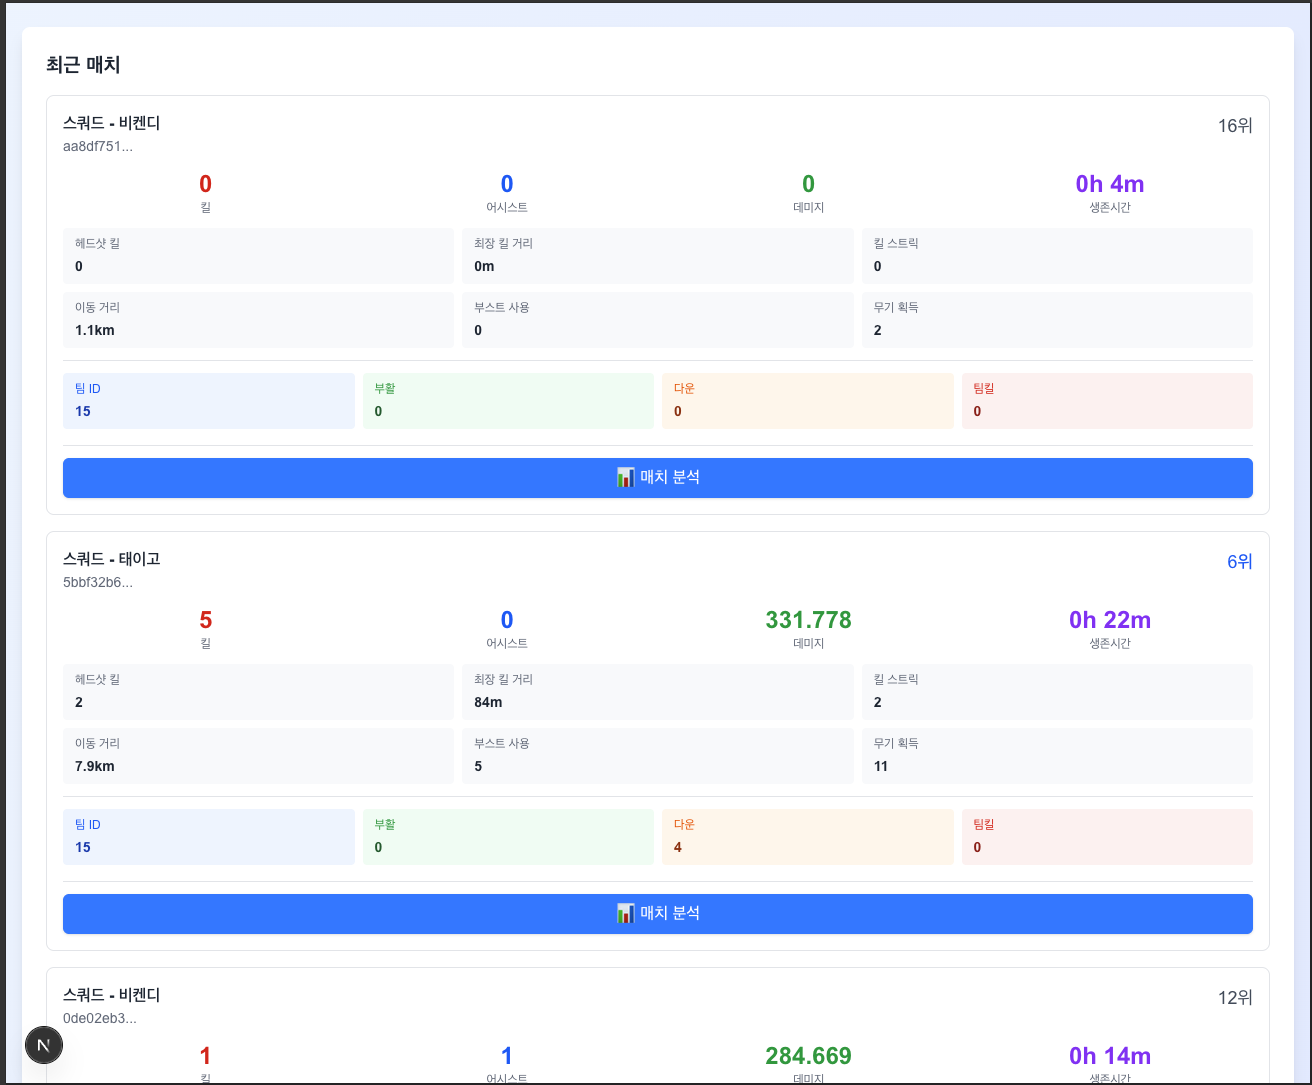 최근 매치
스쿼드 - 비켄디
16위
aa8df751...
0 0 0 0h 4m
킬 어시스트 데미지 생존시간
헤드샷 킬 최장 킬 거리 킬 스트릭
0 0m 0
이동 거리 부스트 사용 무기 획득
1.1km 0 2
팀 ID 부활 다운 팀킬
15 0 0 0
📊 매치 분석
스쿼드 - 태이고
6위
5bbf32b6...
5 0 331.778 0h 22m
킬 어시스트 데미지 생존시간
헤드샷 킬 최장 킬 거리 킬 스트릭
2 84m 2
이동 거리 부스트 사용 무기 획득
7.9km 5 11
팀 ID 부활 다운 팀킬
15 0 4 0
📊 매치 분석
스쿼드 - 비켄디
12위
0de02eb3...
N
1 1 284.669 0h 14m
킬 어시스트 데미지 생존시간